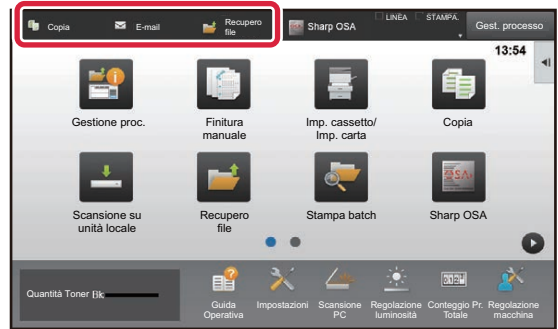 Copia
E-mail
Recupero
file
Sharp OSA
LINEA
STAMPA.
Gest. processo
13:54
Gestione proc.
Finitura
manuale
Imp. cassetto/
Imp. carta
Copia
Scansione su
unità locale
Recupero
file
Stampa batch
Sharp OSA
Quantità Toner Bk
Guida
Operativa
Impostazioni
Scansione
PC
Regolazione
luminosità
Conteggio Pr.
Totale
Regolazione
macchina